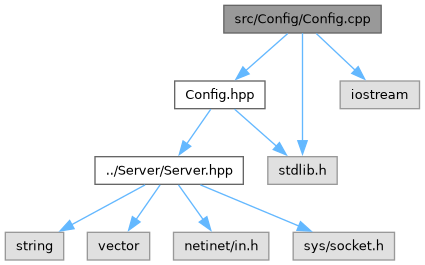 src/Config/Config.cpp
Config.hpp
iostream
../Server/Server.hpp
stdlib.h
string
vector
netinet/in.h
sys/socket.h